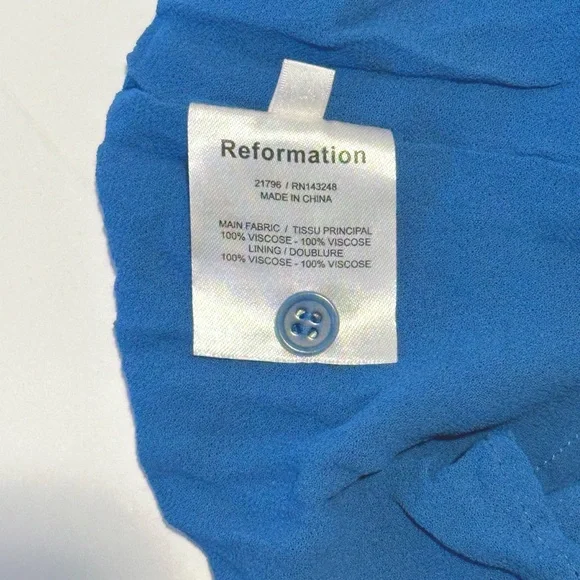 Reformation
21796 / RN143248
MADE IN CHINA
MAIN FABRIC / TISSU PRINCIPAL
100% VISCOSE - 100% VISCOSE
LINING / DOUBLURE
100% VISCOSE - 100% VISCOSE